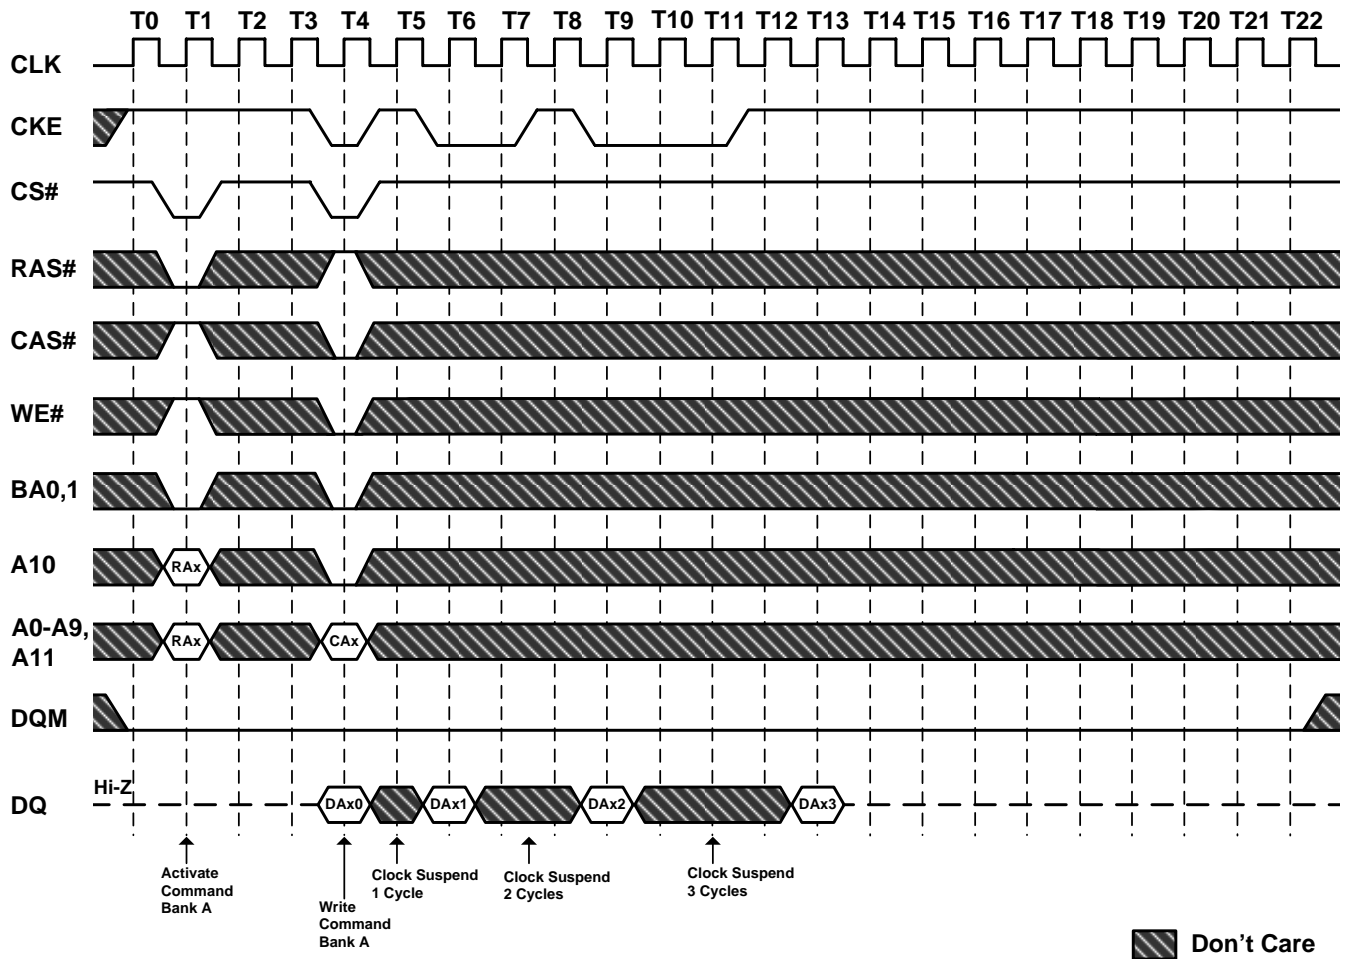 T0 T1 T2 T3 T4 T5 T6 T7 T8 T9 T10 T11 T12 T13 T14 T15 T16 T17 T18 T19 T20 T21 T22
CLK
CKE
CS#
RAS#
CAS#
WE#
BA0,1
A10
RAx
A0-A9,
A11
RAx
CAx
DQM
Hi-Z
DQ
DAx0
DAx1
DAx2
DAx3
Activate
Command
Bank A
Write
Command
Bank A
Clock Suspend
1 Cycle
Clock Suspend
2 Cycles
Clock Suspend
3 Cycles
Don't Care